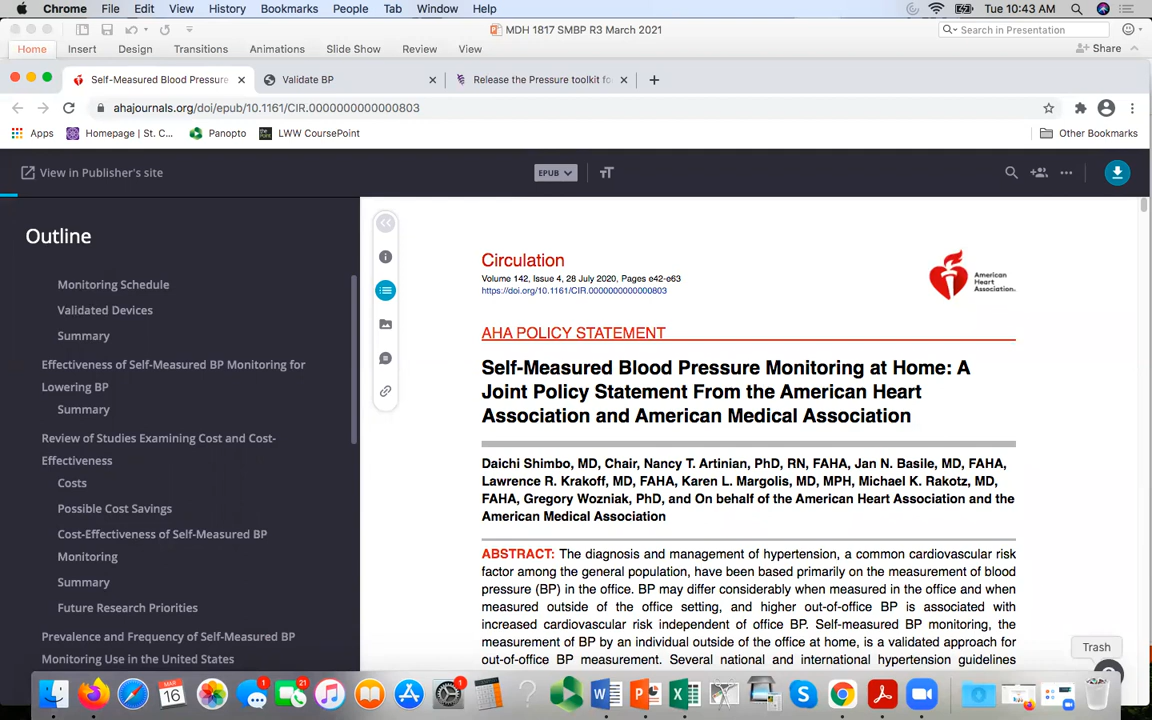 Chrome File Edit View History Bookmarks People Tab Window Help Tue 10:43 AM
MDH 1817 SMBP R3 March 2021 Search in Presentation
Home Insert Design Transitions Animations Slide Show Review View Share
Self-Measured Blood Pressure Validate BP Release the Pressure toolkit fo
ahajournals.org/doi/epub/10.1161/CIR.0000000000000803
Apps Homepage | St. C... Panopto LWW CoursePoint Other Bookmarks
View in Publisher's site EPUB TT
Outline
Monitoring Schedule
Validated Devices
Summary
Effectiveness of Self-Measured BP Monitoring for
Lowering BP
Summary
Review of Studies Examining Cost and Cost-
Effectiveness
Costs
Possible Cost Savings
Cost-Effectiveness of Self-Measured BP
Monitoring
Summary
Future Research Priorities
Prevalence and Frequency of Self-Measured BP
Monitoring Use in the United States
Circulation
Volume 142, Issue 4, 28 July 2020, Pages e42-e63
https://doi.org/10.1161/CIR.0000000000000803
American
Heart
Association.
AHA POLICY STATEMENT
Self-Measured Blood Pressure Monitoring at Home: A
Joint Policy Statement From the American Heart
Association and American Medical Association
Daichi Shimbo, MD, Chair, Nancy T. Artinian, PhD, RN, FAHA, Jan N. Basile, MD, FAHA,
Lawrence R. Krakoff, MD, FAHA, Karen L. Margolis, MD, MPH, Michael K. Rakotz, MD,
FAHA, Gregory Wozniak, PhD, and On behalf of the American Heart Association and the
American Medical Association
ABSTRACT: The diagnosis and management of hypertension, a common cardiovascular risk
factor among the general population, have been based primarily on the measurement of blood
pressure (BP) in the office. BP may differ considerably when measured in the office and when
measured outside of the office setting, and higher out-of-office BP is associated with
increased cardiovascular risk independent of office BP. Self-measured BP monitoring, the
measurement of BP by an individual outside of the office at home, is a validated approach for
out-of-office BP measurement. Several national and international hypertension guidelines
Trash
MAR
16
1
21
1